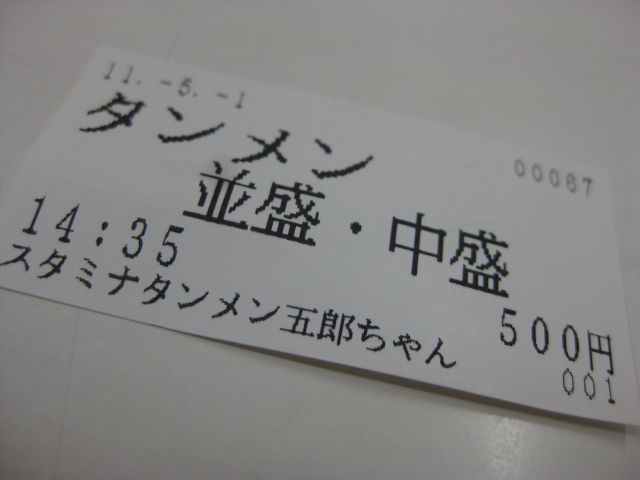 11. -5. -1
00067
タンメン
並盛・中盛
14:35
500円
スタミナタンメン五郎ちゃん
001